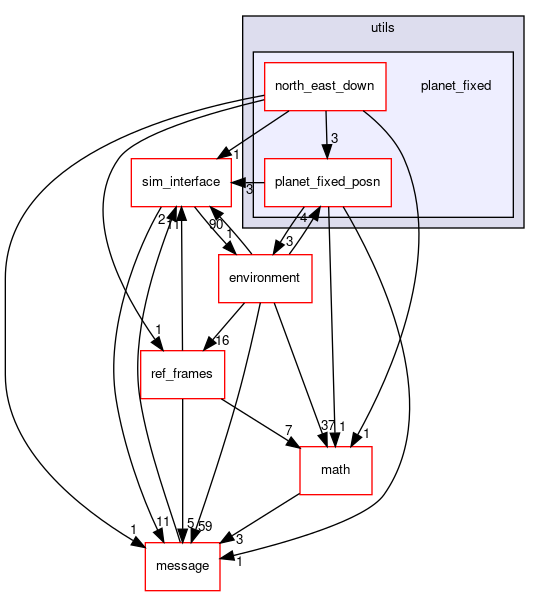 utils
north_east_down
planet_fixed
3
1
sim_interface
planet_fixed_posn
3
2
11
90
1
4
3
environment
1
16
ref_frames
7
37
1
1
math
1
11
5
59
3
1
message